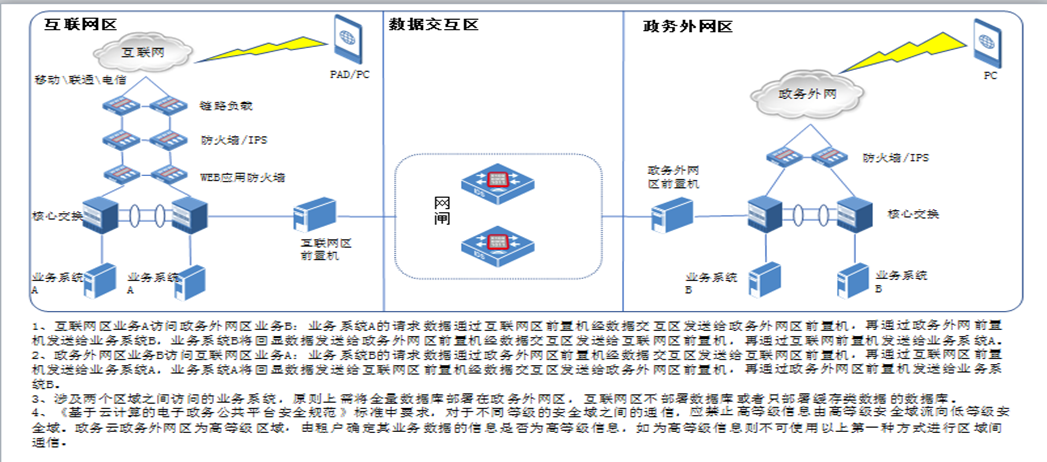 互联网区
数据交互区
政务外网区
互联网
PAD/PC
PC
移动\联通\电信
政务外网
链路负载
防火墙/IPS
防火墙/IPS
WEB应用防火墙
政务外网
区前置机
网
闸
IDS
IDS
核心交换
核心交换
互联网区
前置机
业务系统
A
业务系统
A
业务系统
B
业务系统
B
1、互联网区业务A访问政务外网区业务B：业务系统A的请求数据通过互联网区前置机经数据交互区发送给政务外网区前置机，再通过政务外网前置
机发送给业务系统B，业务系统B将回显数据发送给政务外网区前置机经数据交互区发送给互联网区前置机，再通过互联网前置机发送给业务系统A。
2、政务外网区业务B访问互联网区业务A：业务系统B的请求数据通过政务外网区前置机经数据交互区发送给互联网区前置机，再通过互联网区前置
机发送给业务系统A，业务系统A将回显数据发送给互联网区前置机经数据交互区发送给政务外网区前置机，再通过政务外网区前置机发送给业务系
统B。
3、涉及两个区域之间访问的业务系统，原则上需将全量数据库部署在政务外网区，互联网区不部署数据库或者只部署缓存类数据的数据库。
4、《基于云计算的电子政务公共平台安全规范》标准中要求，对于不同等级的安全域之间的通信，应禁止高等级信息由高等级安全域流向低等级安
全域。政务云政务外网区为高等级区域，由租户确定其业务数据的信息是否为高等级信息，如为高等级信息则不可使用以上第一种方式进行区域间
通信。